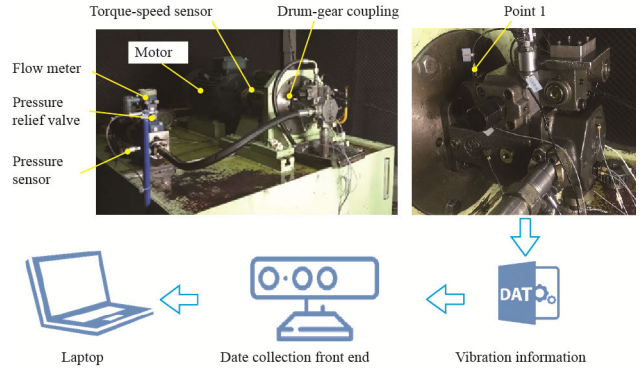 Torque-speed sensor
Drum-gear coupling
Point 1
Motor
Flow meter
Pressure
relief valve
Pressure
sensor
DAT
Laptop
Date collection front end
Vibration information